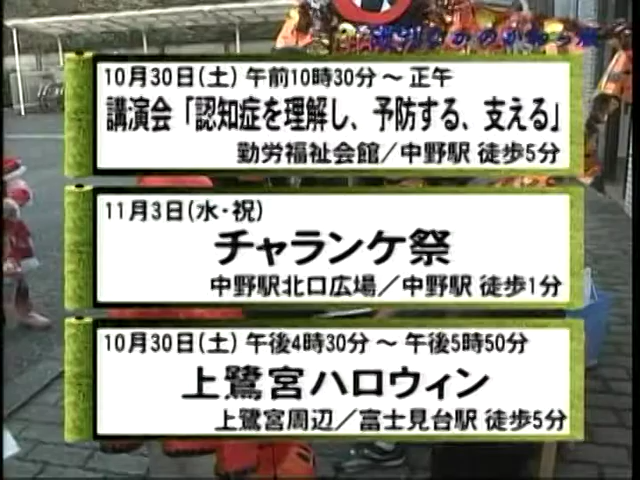 10月30日(土) 午前10時30分 ～ 正午
講演会「認知症を理解し、予防する、支える」
勤労福祉会館／中野駅 徒歩5分
11月3日(水・祝)
チャランケ祭
中野駅北口広場／中野駅 徒歩1分
10月30日(土) 午後4時30分 ～ 午後5時50分
上鷺宮ハロウィン
上鷺宮周辺／富士見台駅 徒歩5分